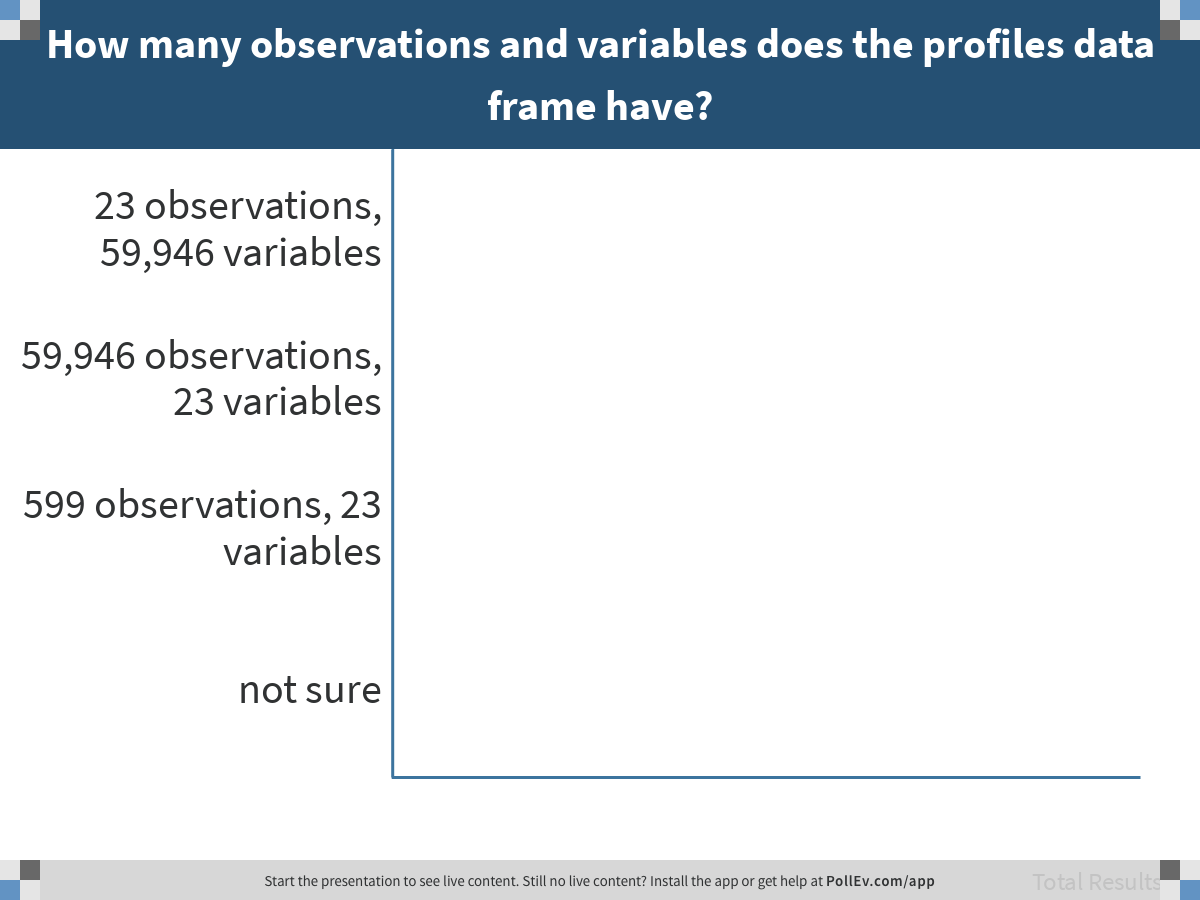 How many observations and variables does the profiles data
frame have?
23 observations,
59,946 variables
59,946 observations,
23 variables
599 observations, 23
variables
not sure
Start the presentation to see live content. Still no live content? Install the app or get help at PollEv.com/app
Total Results